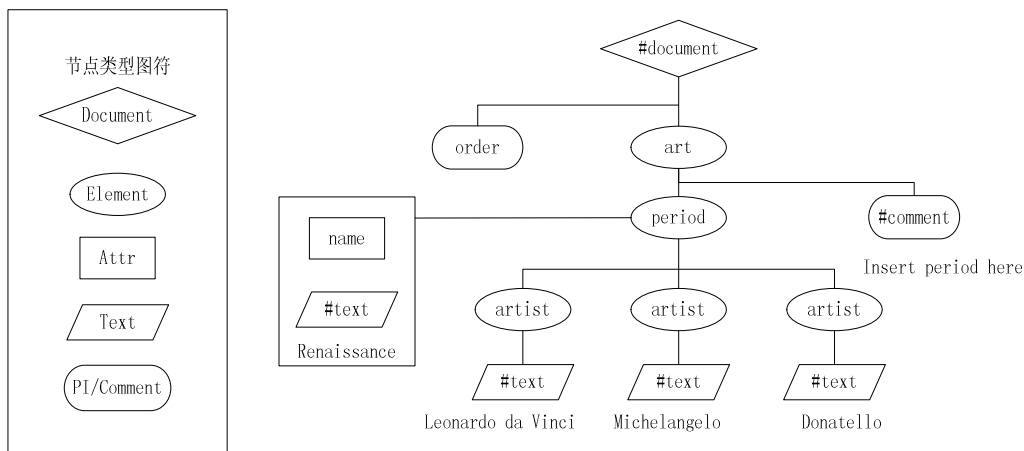 节点类型图符
Document
Element
Attr
Text
PI/Comment
#document
order
art
period
#comment
Insert period here
name
#text
Renaissance
artist
artist
artist
#text
#text
#text
Leonardo da Vinci
Michelangelo
Donatello